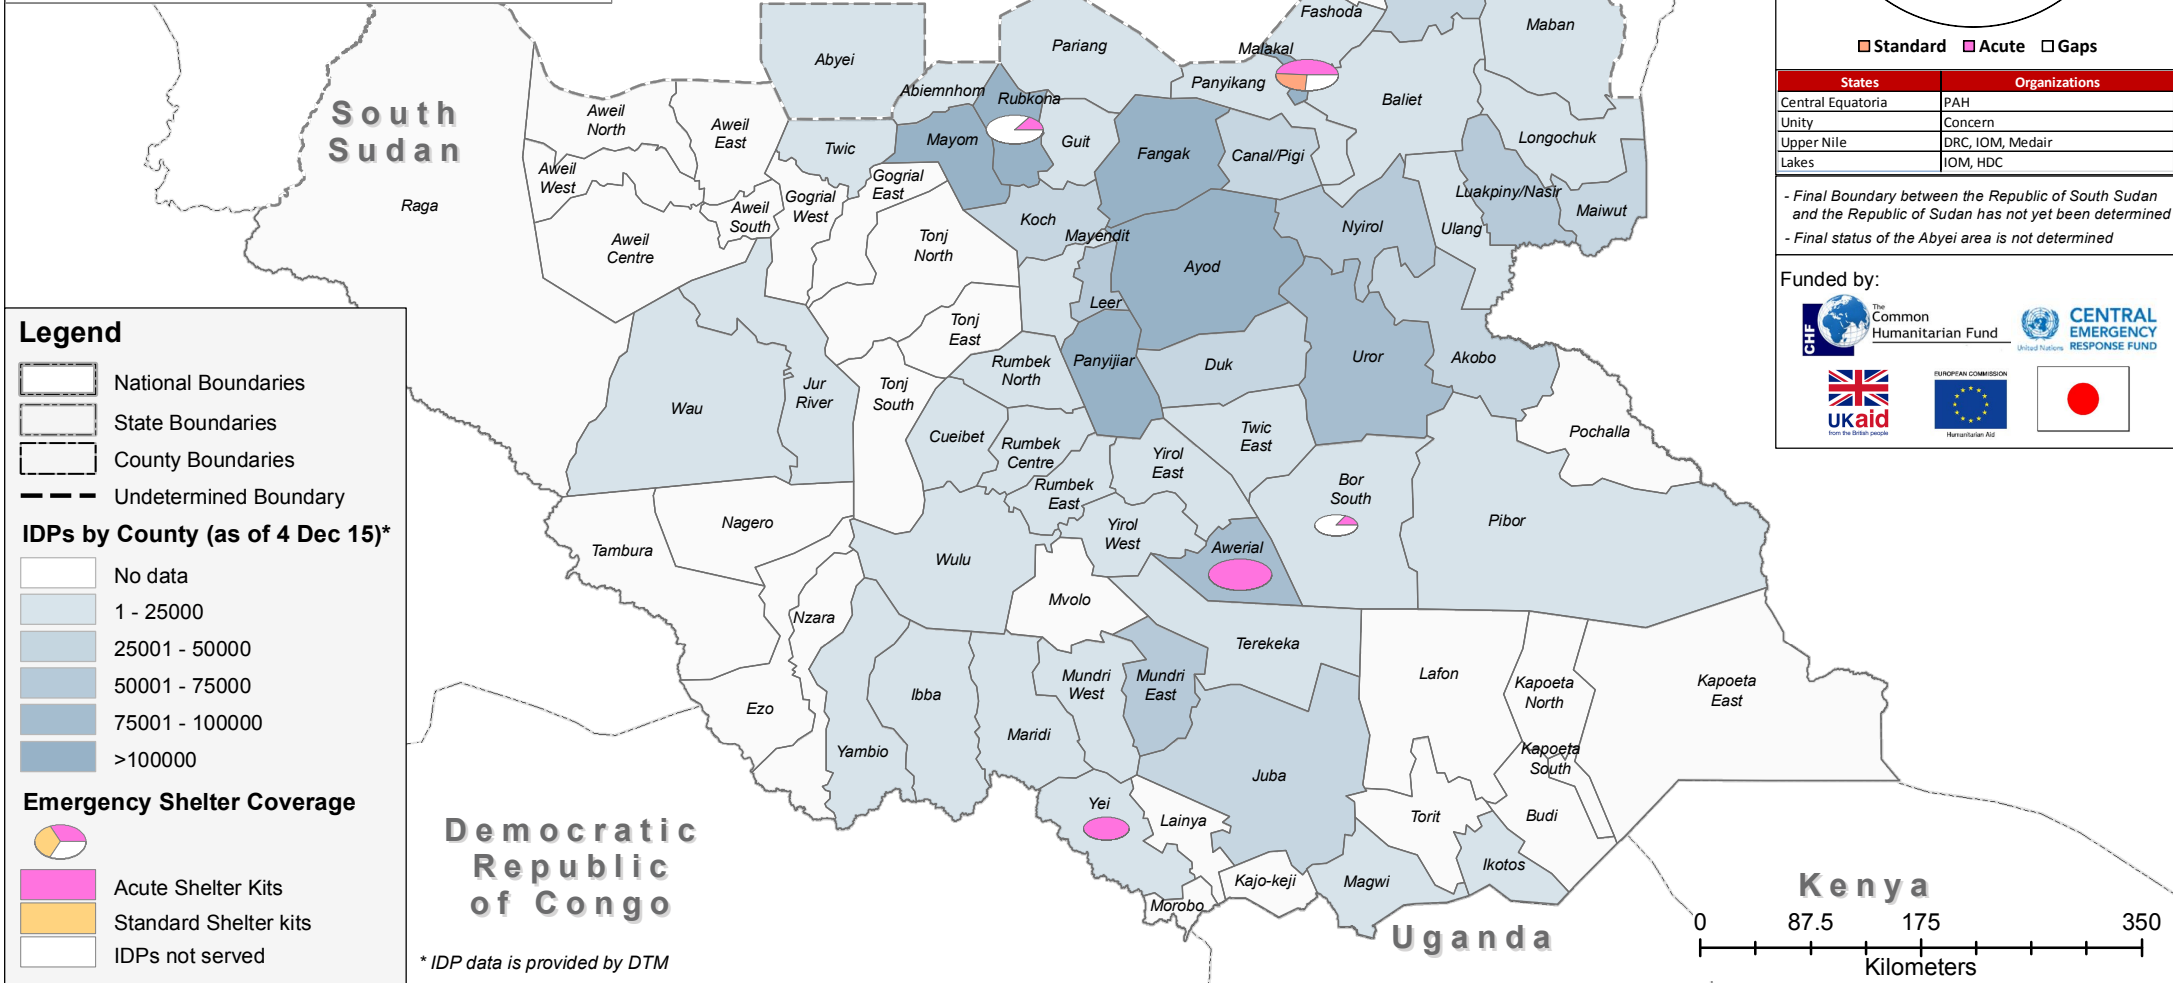 Fashoda
Maban
Malakal
Pariang
Abyei
Panyikang
Abiemnhom
Rubkona
Baliet
Aweil
North
Aweil
East
Mayom
Guit
Twic
Fangak
Canal/Pigi
Longochuk
South
Sudan
Aweil
West
Gogrial
East
Gogrial
West
Luakpiny/Nasir
Maiwut
Raga
Aweil
South
Koch
Mayendit
Nyirol
Ulang
Aweil
Centre
Tonj
North
Ayod
Leer
Tonj
East
Rumbek
North
Panyijiar
Duk
Uror
Akobo
Jur
River
Tonj
South
Wau
Cueibet
Rumbek
Centre
Twic
East
Pochalla
Yirol
East
Rumbek
East
Bor
South
Nagero
Tambura
Yirol
West
Pibor
Wulu
Awerial
Mvolo
Nzara
Terekeka
Lafon
Kapoeta
North
Kapoeta
East
Mundri
West
Mundri
East
Ibba
Ezo
Maridi
Yambio
Kapoeta
South
Juba
Yei
Lainya
Torit
Budi
Ikotos
Kajo-keji
Magwi
Morobo
Democratic
Republic
of Congo
Kenya
Uganda
* IDP data is provided by DTM
0 87.5 175 350
Kilometers
Legend
National Boundaries
State Boundaries
County Boundaries
Undetermined Boundary
IDPs by County (as of 4 Dec 15)*
No data
1 - 25000
25001 - 50000
50001 - 75000
75001 - 100000
>100000
Emergency Shelter Coverage
Acute Shelter Kits
Standard Shelter kits
IDPs not served
Standard Acute Gaps
States Organizations
Central Equatoria PAH
Unity Concern
Upper Nile DRC, IOM, Medair
Lakes IOM, HDC
- Final Boundary between the Republic of South Sudan
and the Republic of Sudan has not yet been determined
- Final status of the Abyei area is not determined
Funded by:
CHF
The
Common
Humanitarian Fund
United Nations
CENTRAL
EMERGENCY
RESPONSE FUND
UKaid
from the British people
EUROPEAN COMMISSION
Humanitarian Aid